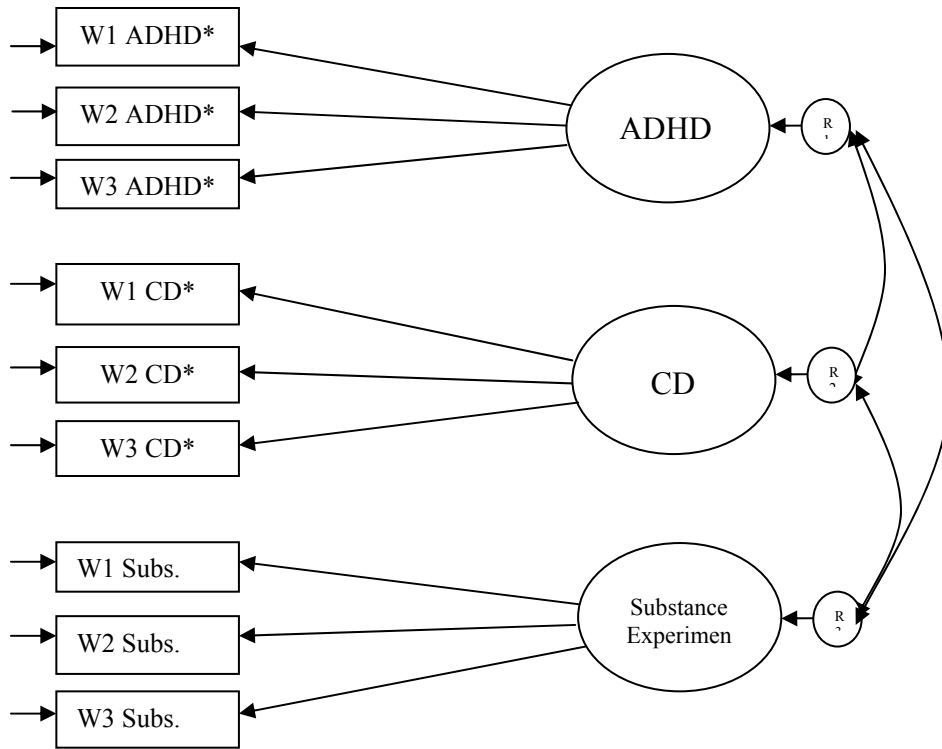 W1 ADHD*
W2 ADHD*
W3 ADHD*
ADHD
R
W1 CD*
W2 CD*
W3 CD*
CD
R
W1 Subs.
W2 Subs.
W3 Subs.
Substance
Experimen
R